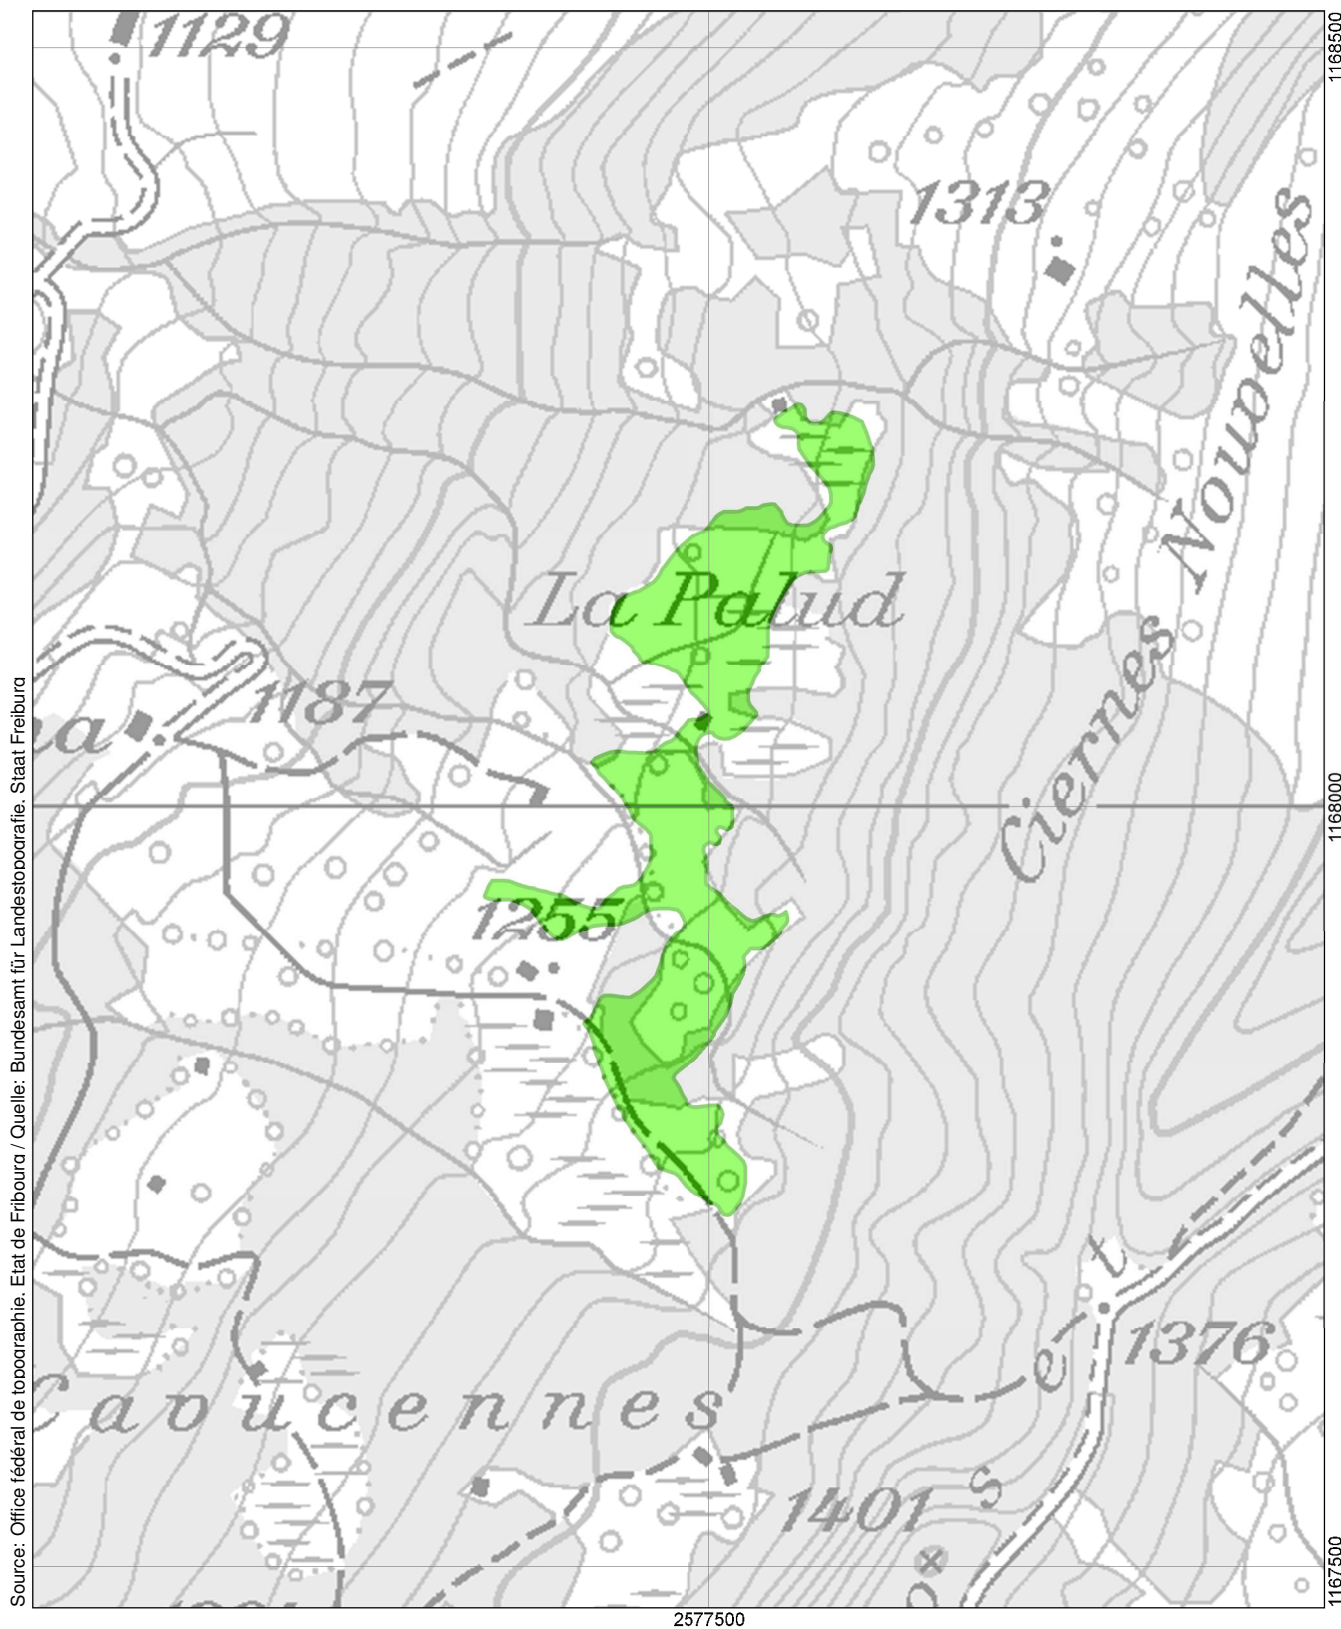 1129
1168500
1313
Ciernes Nouvelles
La Palud
1187
a
1168000
1255
et
1376
Cavucennes
1401
s
1167500
2577500
Source: Office fédéral de topographie, Etat de Fribourg / Quelle: Bundesamt für Landestopografie, Staat Freiburg